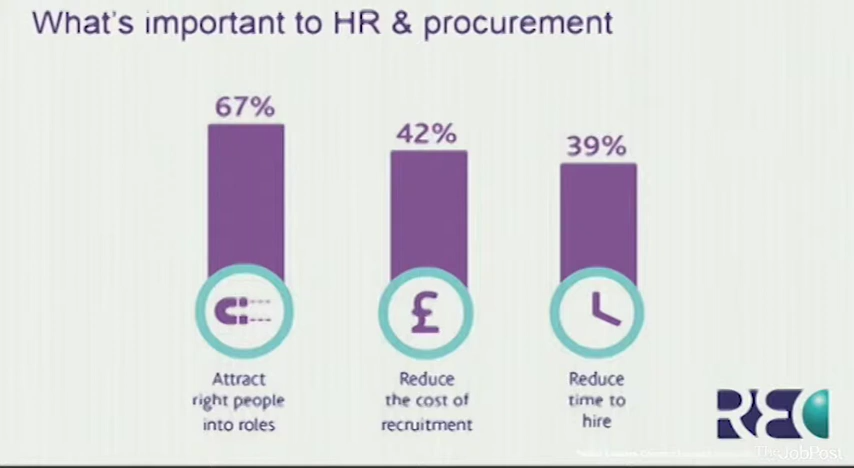 What's important to HR & procurement
67%
42%
39%
£
Attract
right people
into roles
Reduce
the cost of
recruitment
Reduce
time to
hire
REC
TheJobPost